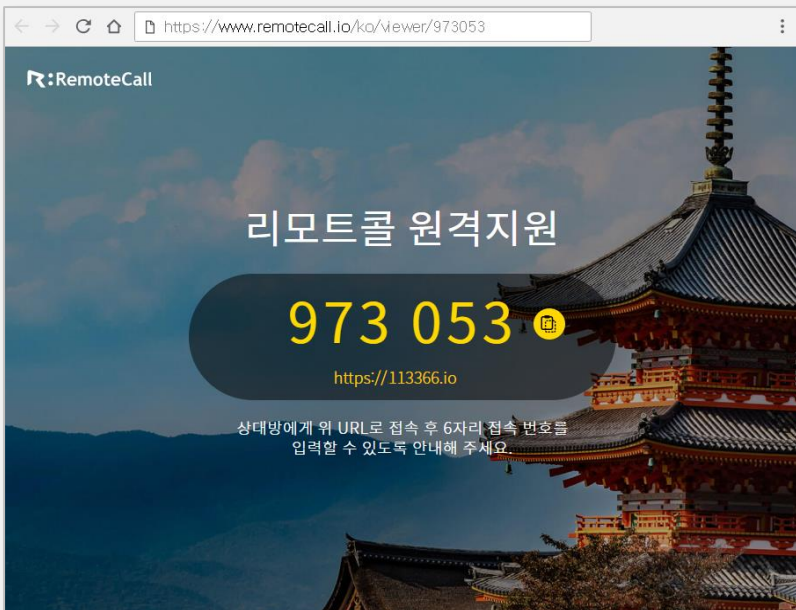 https://www.remotecall.io/ko/viewer/973053
R:RemoteCall
리모트콜 원격지원
973 053
https://113366.io
상대방에게 위 URL로 접속 후 6자리 접속 번호를
입력할 수 있도록 안내해 주세요.